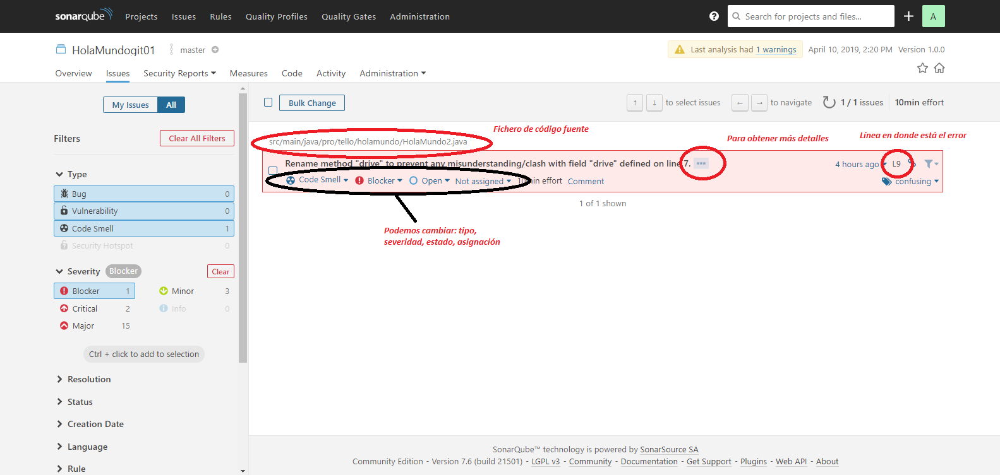 sonarqube Projects Issues Rules Quality Profiles Quality Gates Administration ? Search for projects and files... + A
HolaMundogit01 master Last analysis had 1 warnings April 10, 2019, 2:20 PM Version 1.0.0
Overview Issues Security Reports Measures Code Activity Administration
My Issues All
Bulk Change ↑ ↓ to select issues ← → to navigate 1 / 1 issues 10min effort
Filters Clear All Filters
Fichero de código fuente
Para obtener más detalles
Línea en donde está el error
src/main/java/pro/tello/holamundo/HolaMundo2.java
Rename method "drive" to prevent any misunderstanding/clash with field "drive" defined on line 7. ... 4 hours ago L9
Code Smell Blocker Open Not assigned 10min effort Comment confusing
1 of 1 shown
Podemos cambiar: tipo,
severidad, estado, asignación
Type
Bug 0
Vulnerability 0
Code Smell 1
Security Hotspot 0
Severity Blocker Clear
Blocker 1 Minor 3
Critical 2 Info 0
Major 15
Ctrl + click to add to selection
Resolution
Status
Creation Date
Language
Rule
SonarQube™ technology is powered by SonarSource SA
Community Edition - Version 7.6 (build 21501) - LGPL v3 - Community - Documentation - Get Support - Plugins - Web API - About